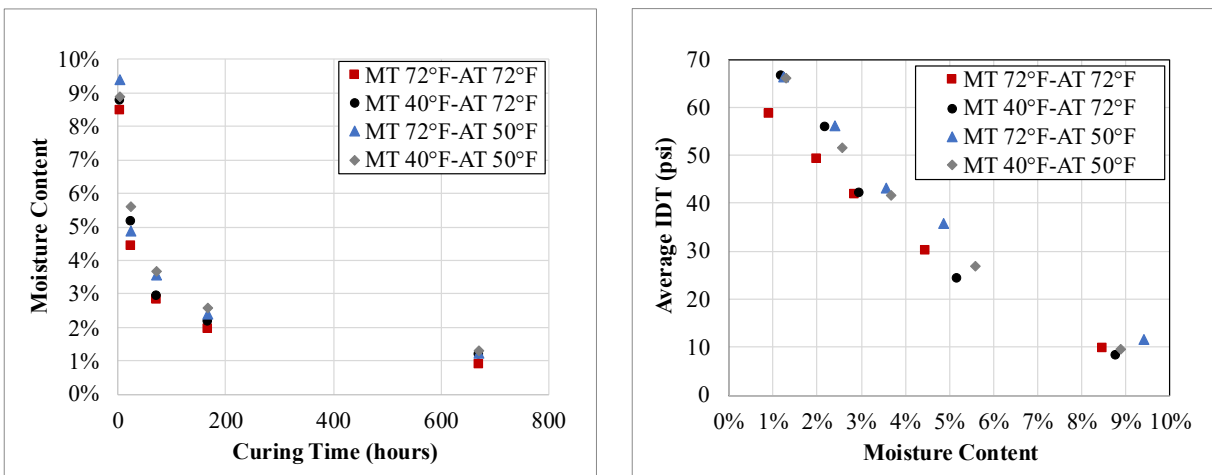 10%
9%
8%
7%
6%
5%
4%
3%
2%
1%
0%
Moisture Content
MT 72°F-AT 72°F
MT 40°F-AT 72°F
MT 72°F-AT 50°F
MT 40°F-AT 50°F
0 200 400 600 800
Curing Time (hours)
70
60
50
40
30
20
10
0
Average IDT (psi)
MT 72°F-AT 72°F
MT 40°F-AT 72°F
MT 72°F-AT 50°F
MT 40°F-AT 50°F
0% 1% 2% 3% 4% 5% 6% 7% 8% 9% 10%
Moisture Content